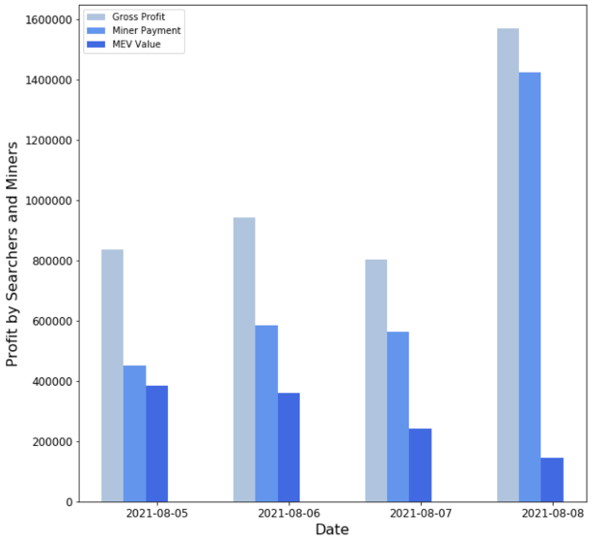 Gross Profit
Miner Payment
MEV Value
1600000
1400000
1200000
1000000
800000
600000
400000
200000
0
Profit by Searchers and Miners
2021-08-05 2021-08-06 2021-08-07 2021-08-08
Date